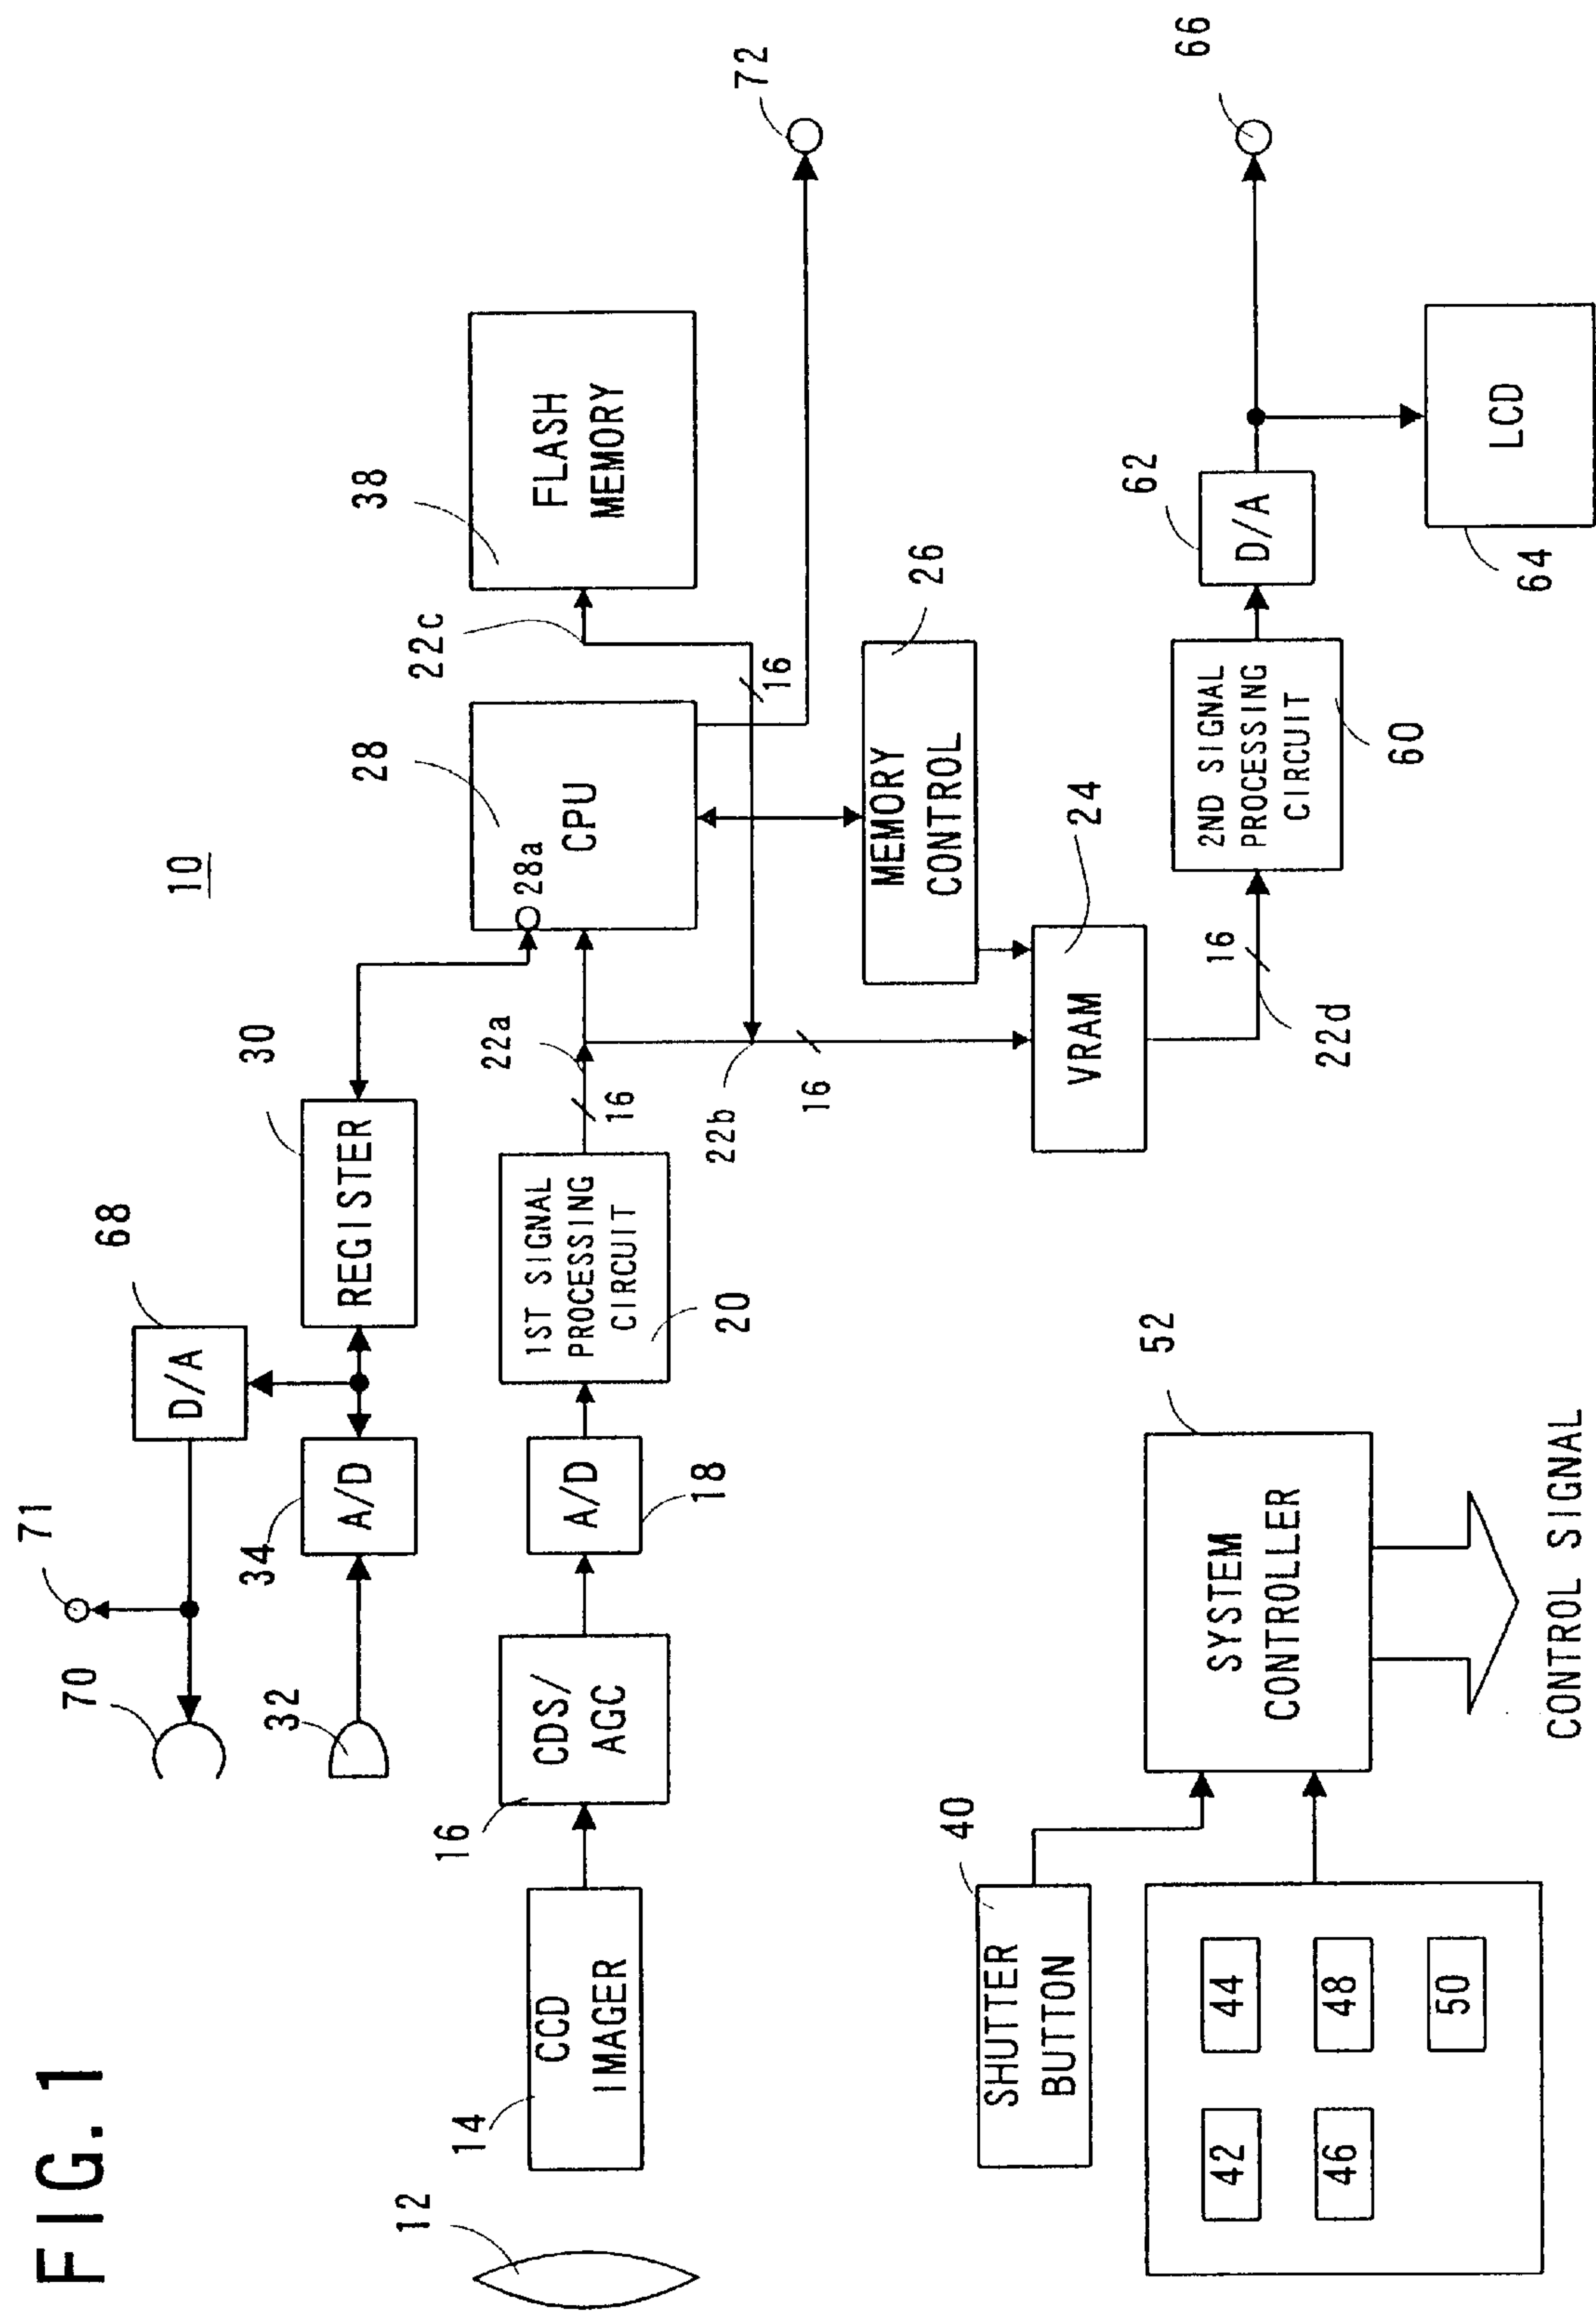 FIG.1
10
12
14
CCD
IMAGER
16
CDS/
AGC
18
A/D
20
1ST SIGNAL
PROCESSING
CIRCUIT
70
71
32
34
A/D
68
D/A
30
REGISTER
22a
16
22b
16
28
28a
CPU
22c
16
38
FLASH
MEMORY
72
26
MEMORY
CONTROL
24
VRAM
22d
16
60
2ND SIGNAL
PROCESSING
CIRCUIT
62
D/A
66
64
LCD
40
SHUTTER
BUTTON
42
44
46
48
50
52
SYSTEM
CONTROLLER
CONTROL SIGNAL